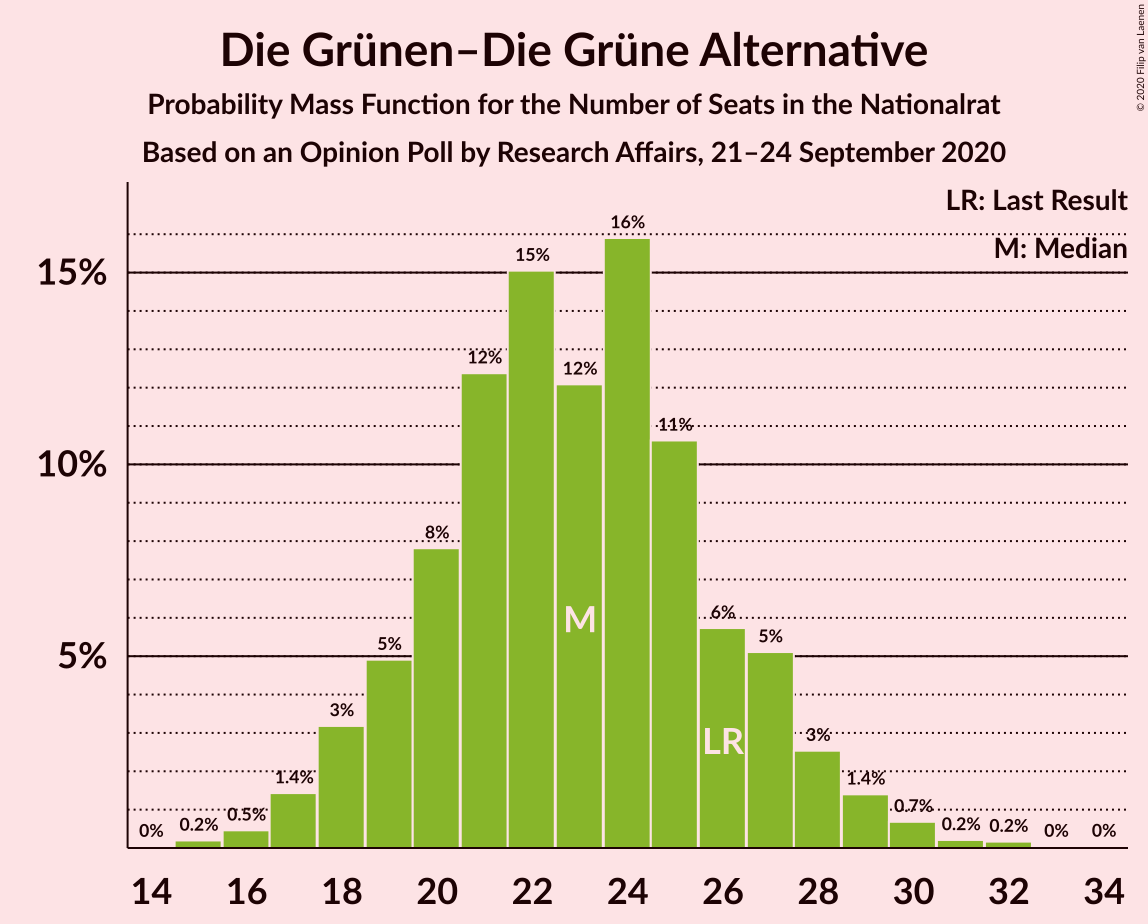 Die Grünen–Die Grüne Alternative
Probability Mass Function for the Number of Seats in the Nationalrat
Based on an Opinion Poll by Research Affairs, 21–24 September 2020
© 2020 Filip van Laenen
LR: Last Result
M: Median
15%
10%
5%
0%
0.2%
0.5%
1.4%
3%
5%
8%
12%
15%
12%
16%
11%
6%
5%
3%
1.4%
0.7%
0.2%
0.2%
0%
0%
M
LR
14 16 18 20 22 24 26 28 30 32 34